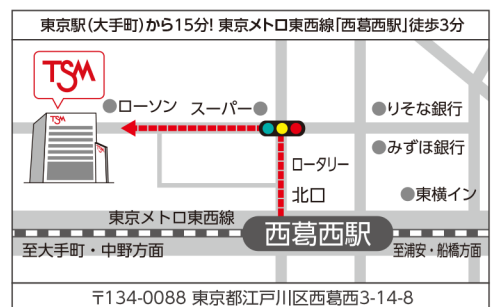 東京駅（大手町）から15分! 東京メトロ東西線「西葛西駅」徒歩3分
TSM
ローソン
スーパー
りそな銀行
TSM
みずほ銀行
TSM
ロータリー
北口
東横イン
東京メトロ東西線
西葛西駅
至大手町・中野方面
至浦安・船橋方面
〒134-0088 東京都江戸川区西葛西3-14-8